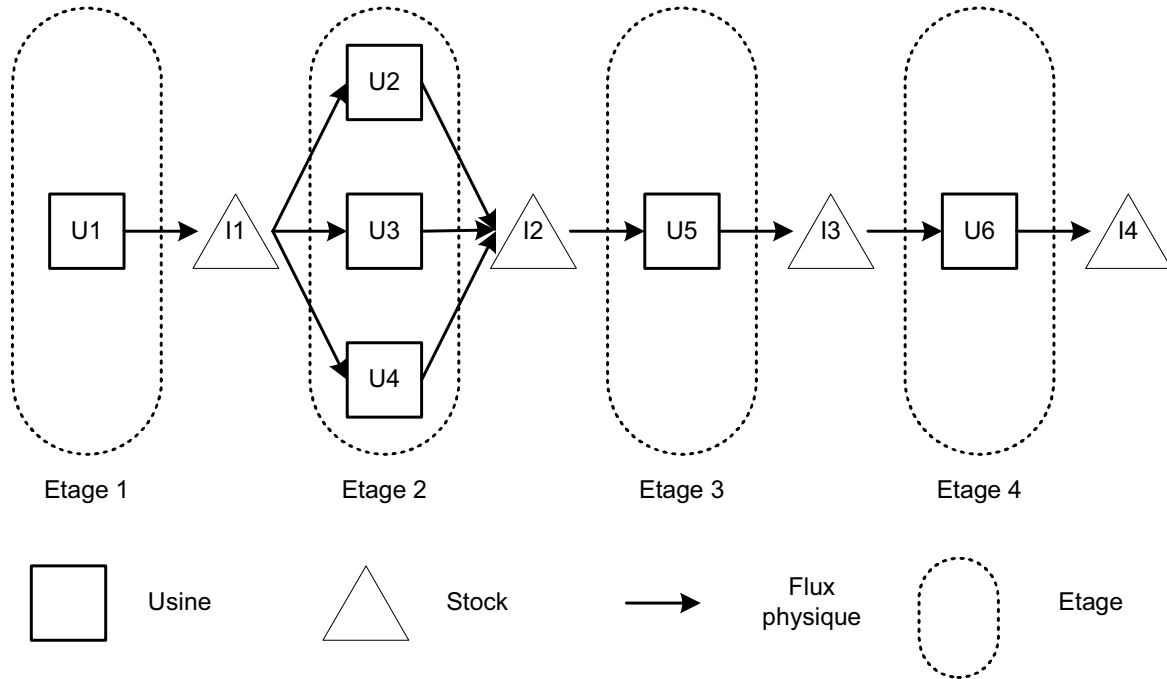 U2
U1
I1
U3
I2
U5
I3
U6
I4
U4
Etage 1
Etage 2
Etage 3
Etage 4
Usine
Stock
Flux
physique
Etage